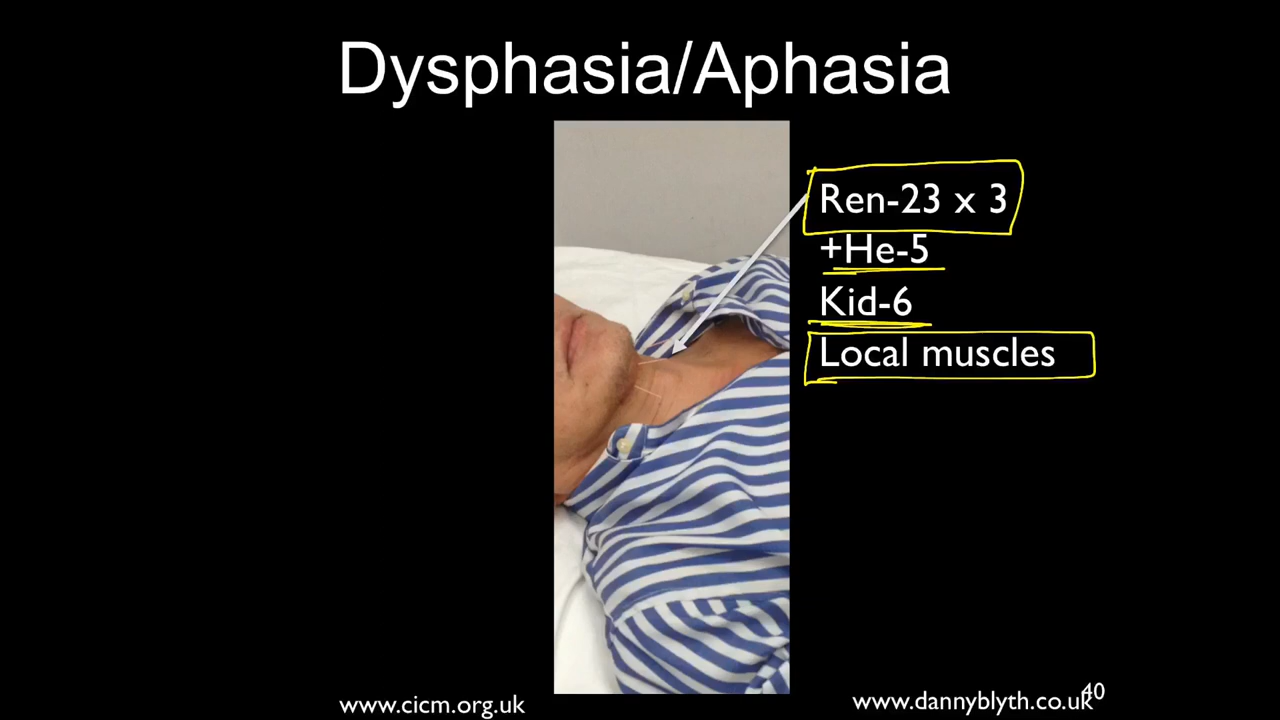 Dysphasia/Aphasia
Ren-23 x 3
+He-5
Kid-6
Local muscles
www.cicm.org.uk
www.dannyblyth.co.uk
40